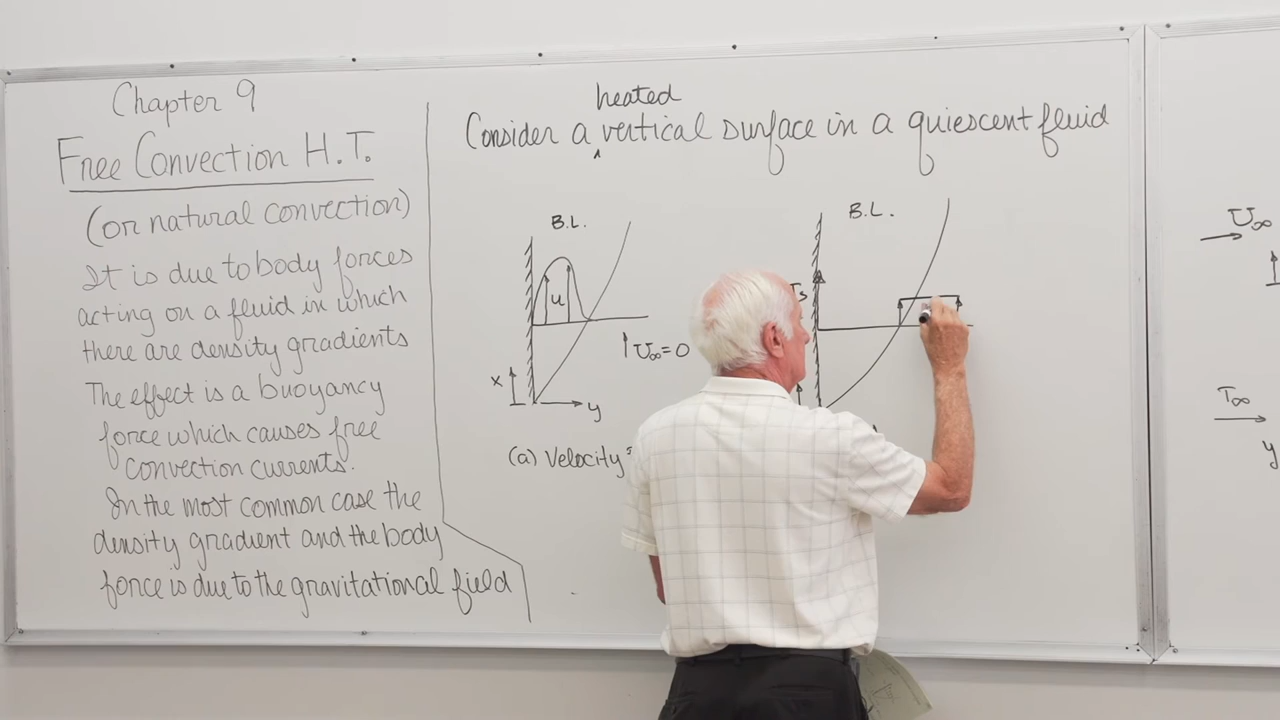 Chapter 9
Free Convection H.T.
(or natural convection)
It is due to body forces
acting on a fluid in which
there are density gradients
The effect is a buoyancy
force which causes free
convection currents.
In the most common case the
density gradient and the body
force is due to the gravitational field
heated
Consider a ‸ vertical surface in a quiescent fluid
B.L.
u
U∞=0
x
y
(a) Velocity
B.L.
Ts
U∞
T∞
y